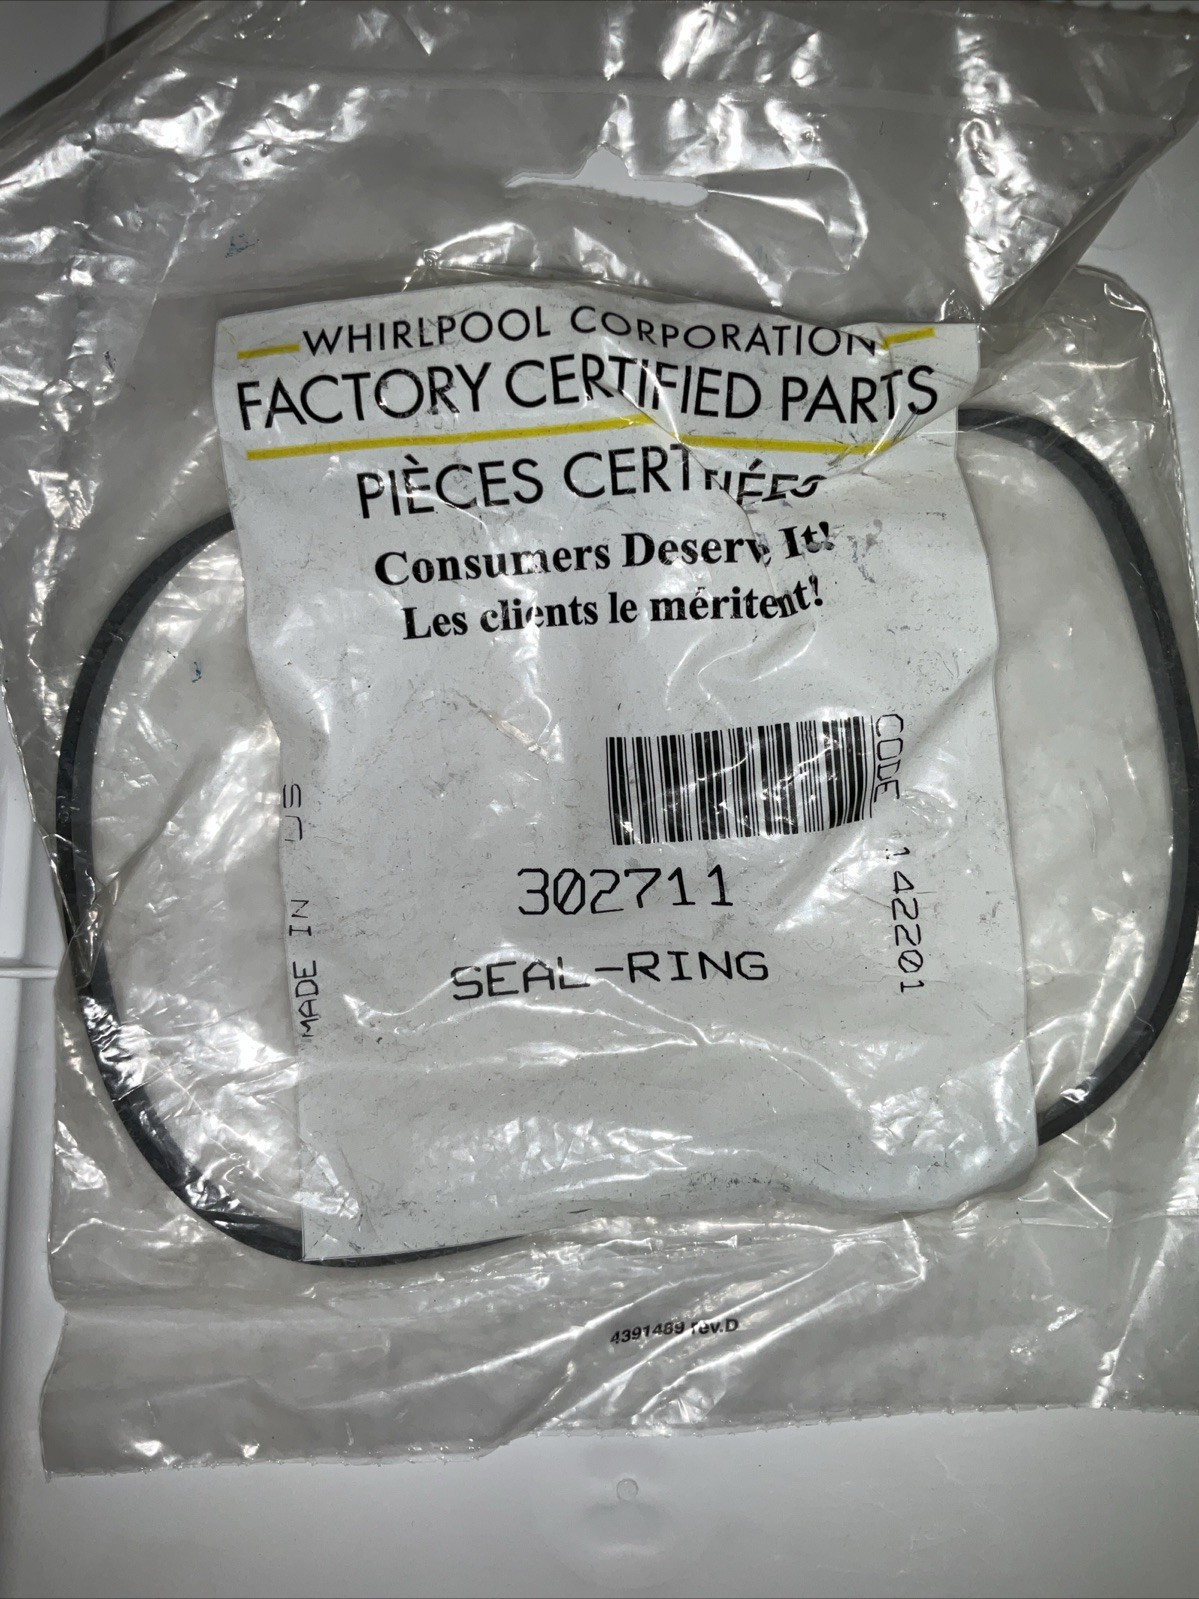 WHIRLPOOL CORPORATION
FACTORY CERTIFIED PARTS
PIÈCES CERTIFIÉES
Consumers Deserve It!
Les clients le méritent!
302711
SEAL-RING
MADE IN US
CODE 142201
4391489 rev.D